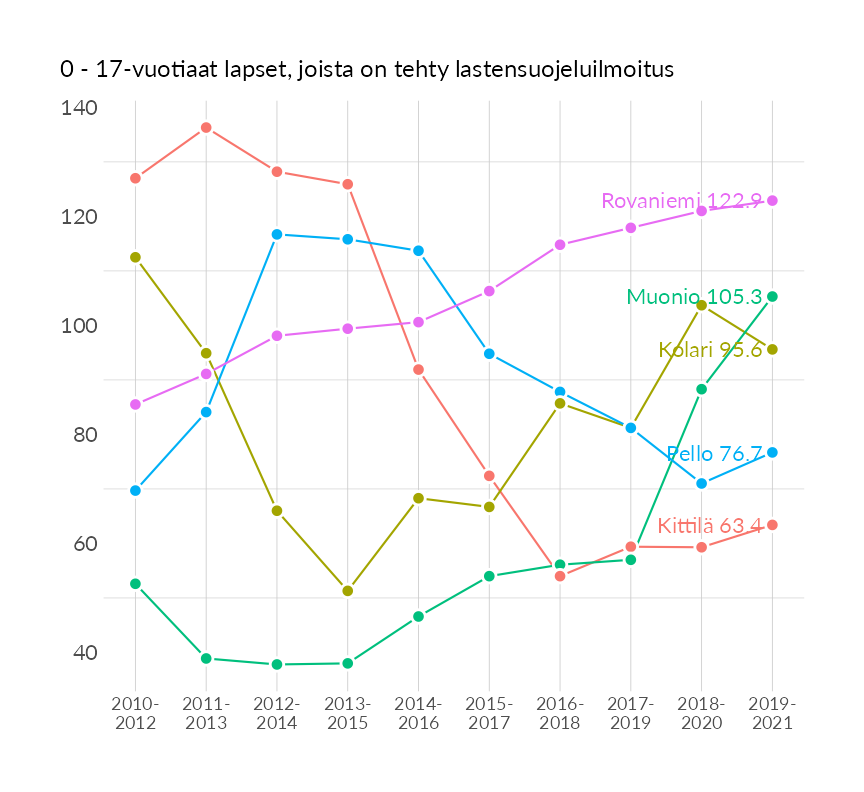 0 - 17-vuotiaat lapset, joista on tehty lastensuojeluilmoitus
140
120
100
80
60
40
Rovaniemi 122.9
Muonio 105.3
Kolari 95.6
Pello 76.7
Kittilä 63.4
2010- 2011- 2012- 2013- 2014- 2015- 2016- 2017- 2018- 2019-
2012 2013 2014 2015 2016 2017 2018 2019 2020 2021